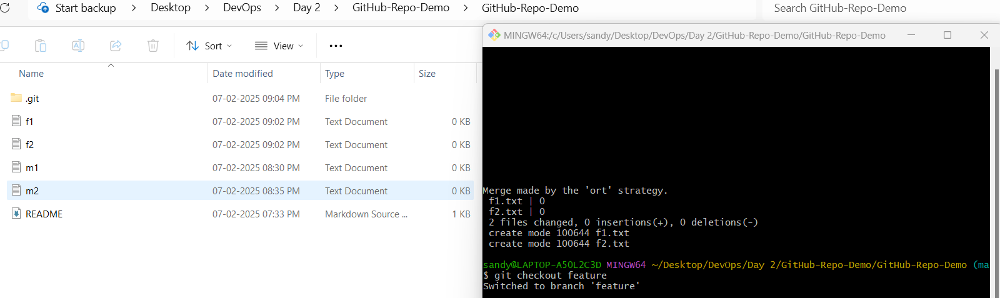 Start backup > Desktop > DevOps > Day 2 > GitHub-Repo-Demo > GitHub-Repo-Demo
Search GitHub-Repo-Demo
Sort View ...
Name Date modified Type Size
.git 07-02-2025 09:04 PM File folder
f1 07-02-2025 09:02 PM Text Document 0 KB
f2 07-02-2025 09:02 PM Text Document 0 KB
m1 07-02-2025 08:30 PM Text Document 0 KB
m2 07-02-2025 08:35 PM Text Document 0 KB
README 07-02-2025 07:33 PM Markdown Source ... 1 KB
MINGW64:/c/Users/sandy/Desktop/DevOps/Day 2/GitHub-Repo-Demo/GitHub-Repo-Demo
Merge made by the 'ort' strategy.
f1.txt | 0
f2.txt | 0
2 files changed, 0 insertions(+), 0 deletions(-)
create mode 100644 f1.txt
create mode 100644 f2.txt
sandy@LAPTOP-A5OL2C3D MINGW64 ~/Desktop/DevOps/Day 2/GitHub-Repo-Demo/GitHub-Repo-Demo (ma
$ git checkout feature
Switched to branch 'feature'